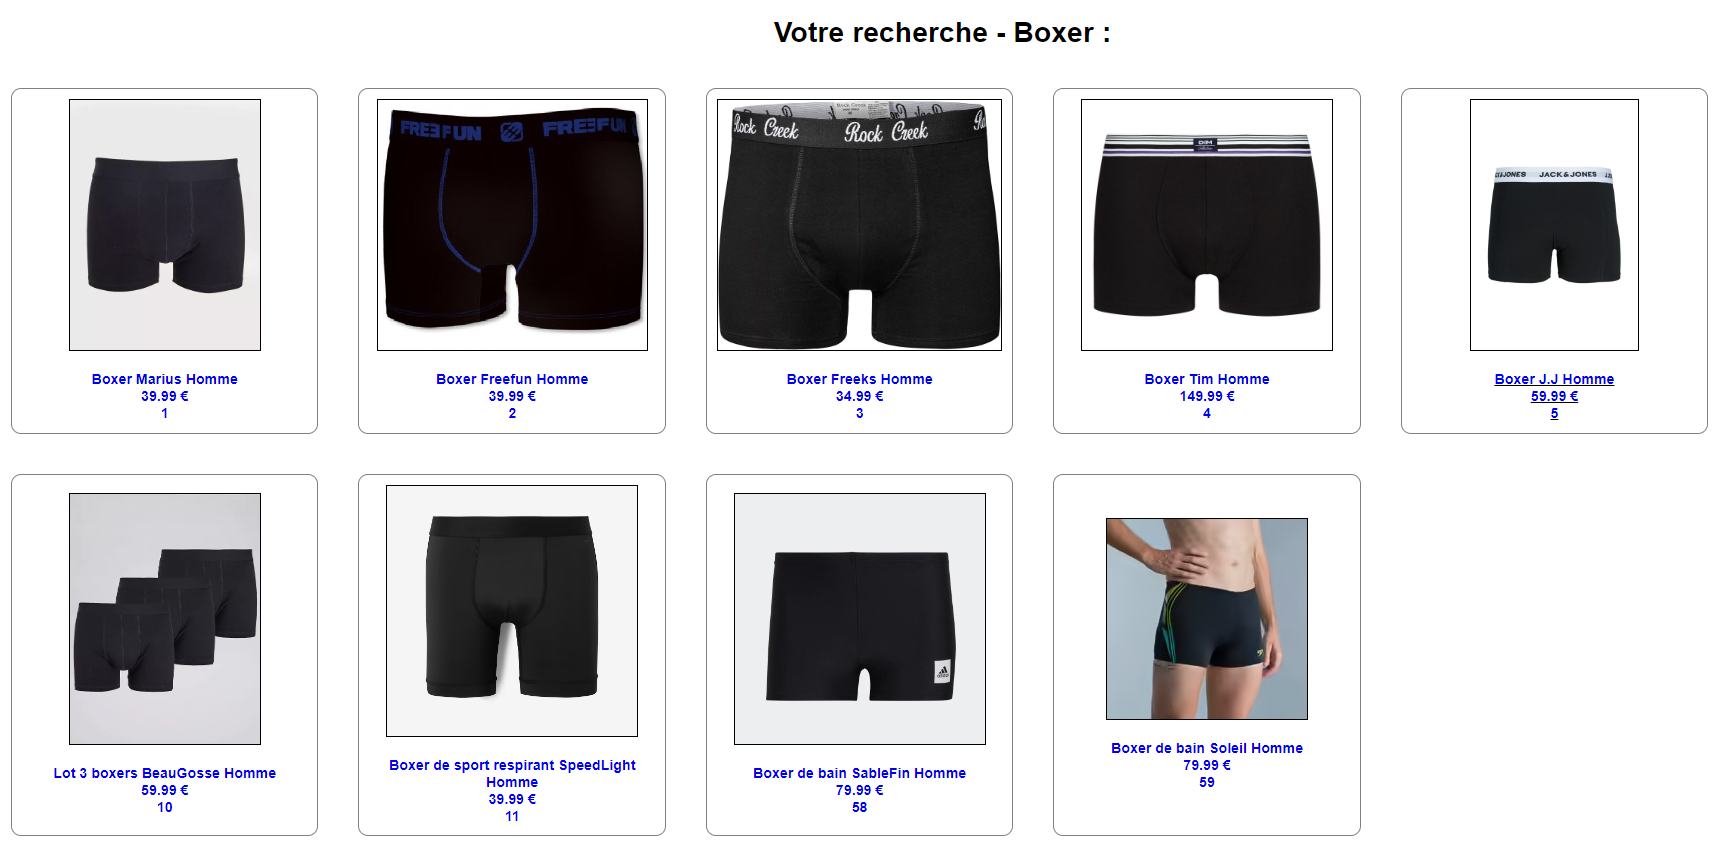 Votre recherche - Boxer :
FREEFUN FREEFUN
Boxer Marius Homme
39.99 €
1
Boxer Freefun Homme
39.99 €
2
Rock Creek
Rock Creek Rock Creek
Boxer Freeks Homme
34.99 €
3
DIM
Boxer Tim Homme
149.99 €
4
K&JONES JACK&JONES
Boxer J.J Homme
59.99 €
5
Lot 3 boxers BeauGosse Homme
59.99 €
10
Boxer de sport respirant SpeedLight
Homme
39.99 €
11
adidas
Boxer de bain SableFin Homme
79.99 €
58
Boxer de bain Soleil Homme
79.99 €
59